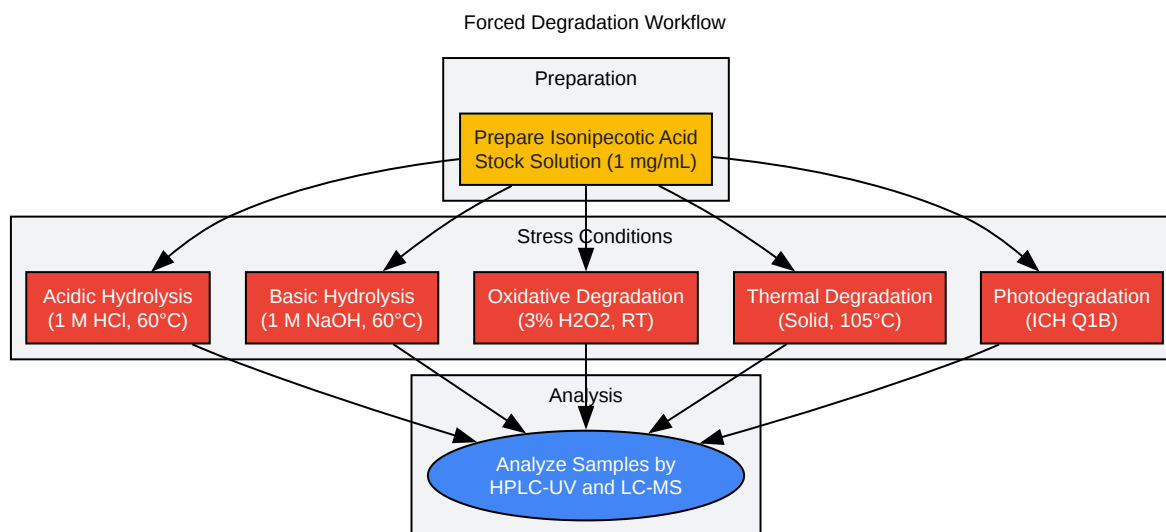 Forced Degradation Workflow
Preparation
Prepare Isonipecotic Acid
Stock Solution (1 mg/mL)
Stress Conditions
Acidic Hydrolysis
(1 M HCl, 60°C)
Basic Hydrolysis
(1 M NaOH, 60°C)
Oxidative Degradation
(3% H2O2, RT)
Thermal Degradation
(Solid, 105°C)
Photodegradation
(ICH Q1B)
Analysis
Analyze Samples by
HPLC-UV and LC-MS